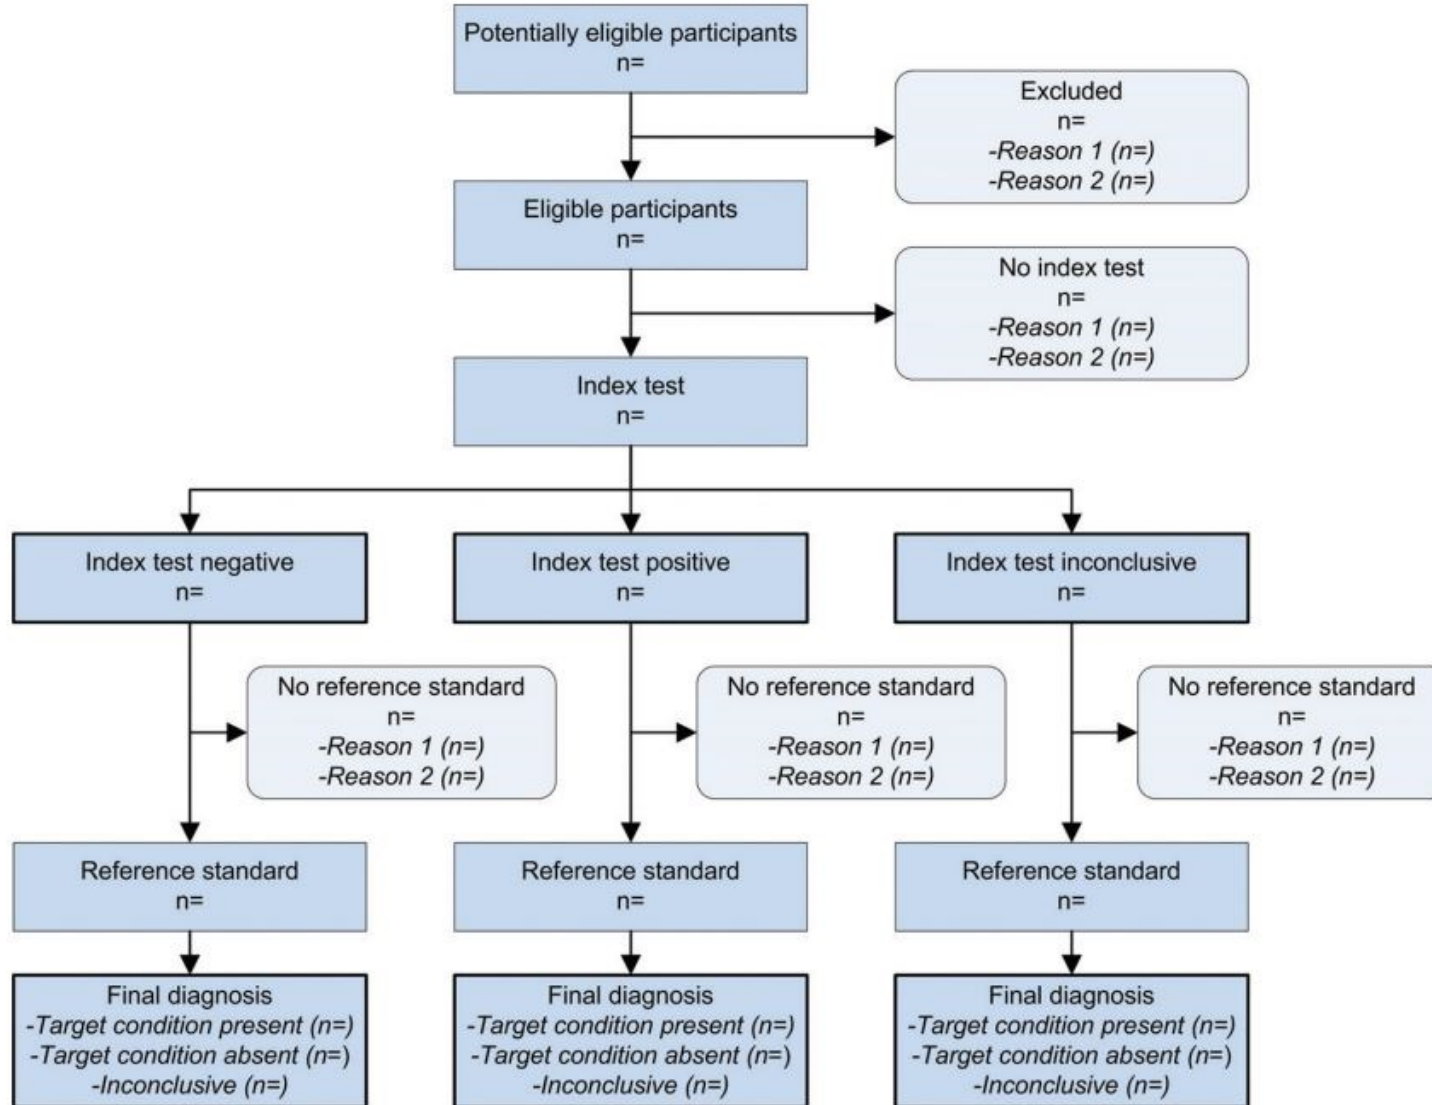 Potentially eligible participants
n=
Excluded
n=
-Reason 1 (n=)
-Reason 2 (n=)
Eligible participants
n=
No index test
n=
-Reason 1 (n=)
-Reason 2 (n=)
Index test
n=
Index test negative
n=
Index test positive
n=
Index test inconclusive
n=
No reference standard
n=
-Reason 1 (n=)
-Reason 2 (n=)
No reference standard
n=
-Reason 1 (n=)
-Reason 2 (n=)
No reference standard
n=
-Reason 1 (n=)
-Reason 2 (n=)
Reference standard
n=
Reference standard
n=
Reference standard
n=
Final diagnosis
-Target condition present (n=)
-Target condition absent (n=)
-Inconclusive (n=)
Final diagnosis
-Target condition present (n=)
-Target condition absent (n=)
-Inconclusive (n=)
Final diagnosis
-Target condition present (n=)
-Target condition absent (n=)
-Inconclusive (n=)